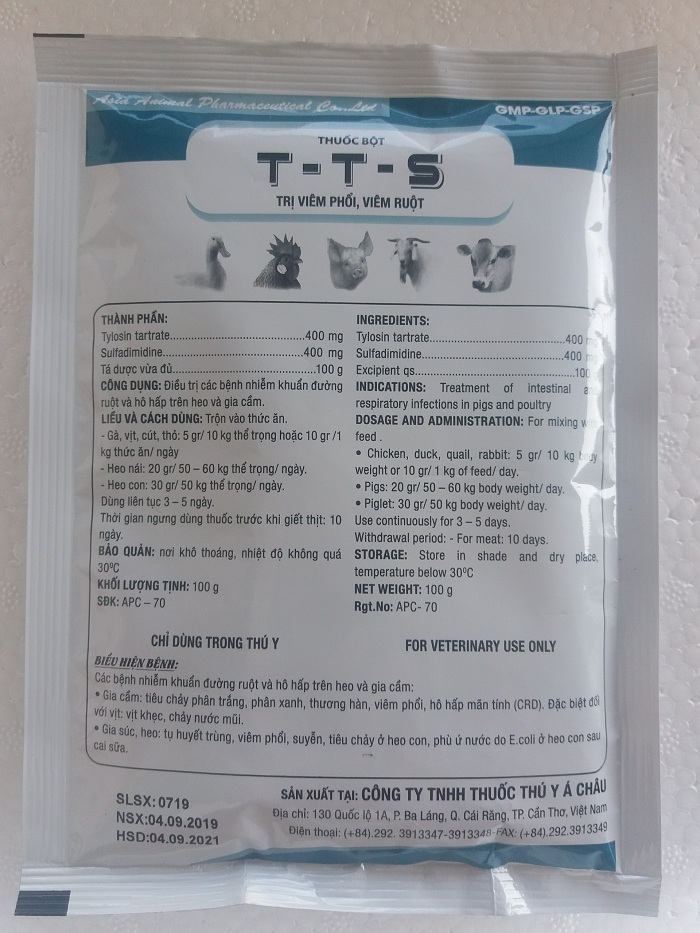 Asia Animal Pharmaceutical Co.,Ltd
GMP-GLP-GSP
THUỐC BỘT
T-T-S
TRỊ VIÊM PHỔI, VIÊM RUỘT
THÀNH PHẦN:
Tylosin tartrate..............................400 mg
Sulfadimidine................................400 mg
Tá dược vừa đủ................................100 g
CÔNG DỤNG: Điều trị các bệnh nhiễm khuẩn đường
ruột và hô hấp trên heo và gia cầm.
LIỀU VÀ CÁCH DÙNG: Trộn vào thức ăn.
- Gà, vịt, cút, thỏ: 5 gr/ 10 kg thể trọng hoặc 10 gr /1
kg thức ăn/ ngày
- Heo nái: 20 gr/ 50 – 60 kg thể trọng/ ngày.
- Heo con: 30 gr/ 50 kg thể trọng/ ngày.
Dùng liên tục 3 – 5 ngày.
Thời gian ngưng dùng thuốc trước khi giết thịt: 10
ngày.
BẢO QUẢN: nơi khô thoáng, nhiệt độ không quá
30⁰C
KHỐI LƯỢNG TỊNH: 100 g
SĐK: APC – 70
CHỈ DÙNG TRONG THÚ Y
INGREDIENTS:
Tylosin tartrate..............................400
Sulfadimidine................................400
Excipient qs..................................100
INDICATIONS: Treatment of intestinal
respiratory infections in pigs and poultry
DOSAGE AND ADMINISTRATION: For mixing
feed .
• Chicken, duck, quail, rabbit: 5 gr/ 10 kg body
weight or 10 gr/ 1 kg of feed/ day.
• Pigs: 20 gr/ 50 – 60 kg body weight/ day.
• Piglet: 30 gr/ 50 kg body weight/ day.
Use continuously for 3 – 5 days.
Withdrawal period: - For meat: 10 days.
STORAGE: Store in shade and dry place,
temperature below 30⁰C
NET WEIGHT: 100 g
Rgt.No: APC- 70
FOR VETERINARY USE ONLY
BIỂU HIỆN BỆNH:
Các bệnh nhiễm khuẩn đường ruột và hô hấp trên heo và gia cầm:
• Gia cầm: tiêu chảy phân trắng, phân xanh, thương hàn, viêm phổi, hô hấp mãn tính (CRD). Đặc biệt đối
với vịt: vịt khẹc, chảy nước mũi.
• Gia súc, heo: tụ huyết trùng, viêm phổi, suyễn, tiêu chảy ở heo con, phù ứ nước do E.coli ở heo con sau
cai sữa.
SLSX: 0719
NSX:04.09.2019
HSD:04.09.2021
SẢN XUẤT TẠI: CÔNG TY TNHH THUỐC THÚ Y Á CHÂU
Địa chỉ: 130 Quốc lộ 1A, P. Ba Láng, Q. Cái Răng, TP. Cần Thơ, Việt Nam
Điện thoại: (+84).292. 3913347-3913348-FAX: (+84).292.3913349